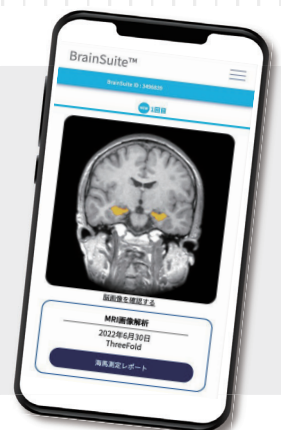 BrainSuite™
BrainSuite ID : 3496639
1回目
脳画像を確認する
MRI画像解析
2022年6月30日
ThreeFold
海馬測定レポート